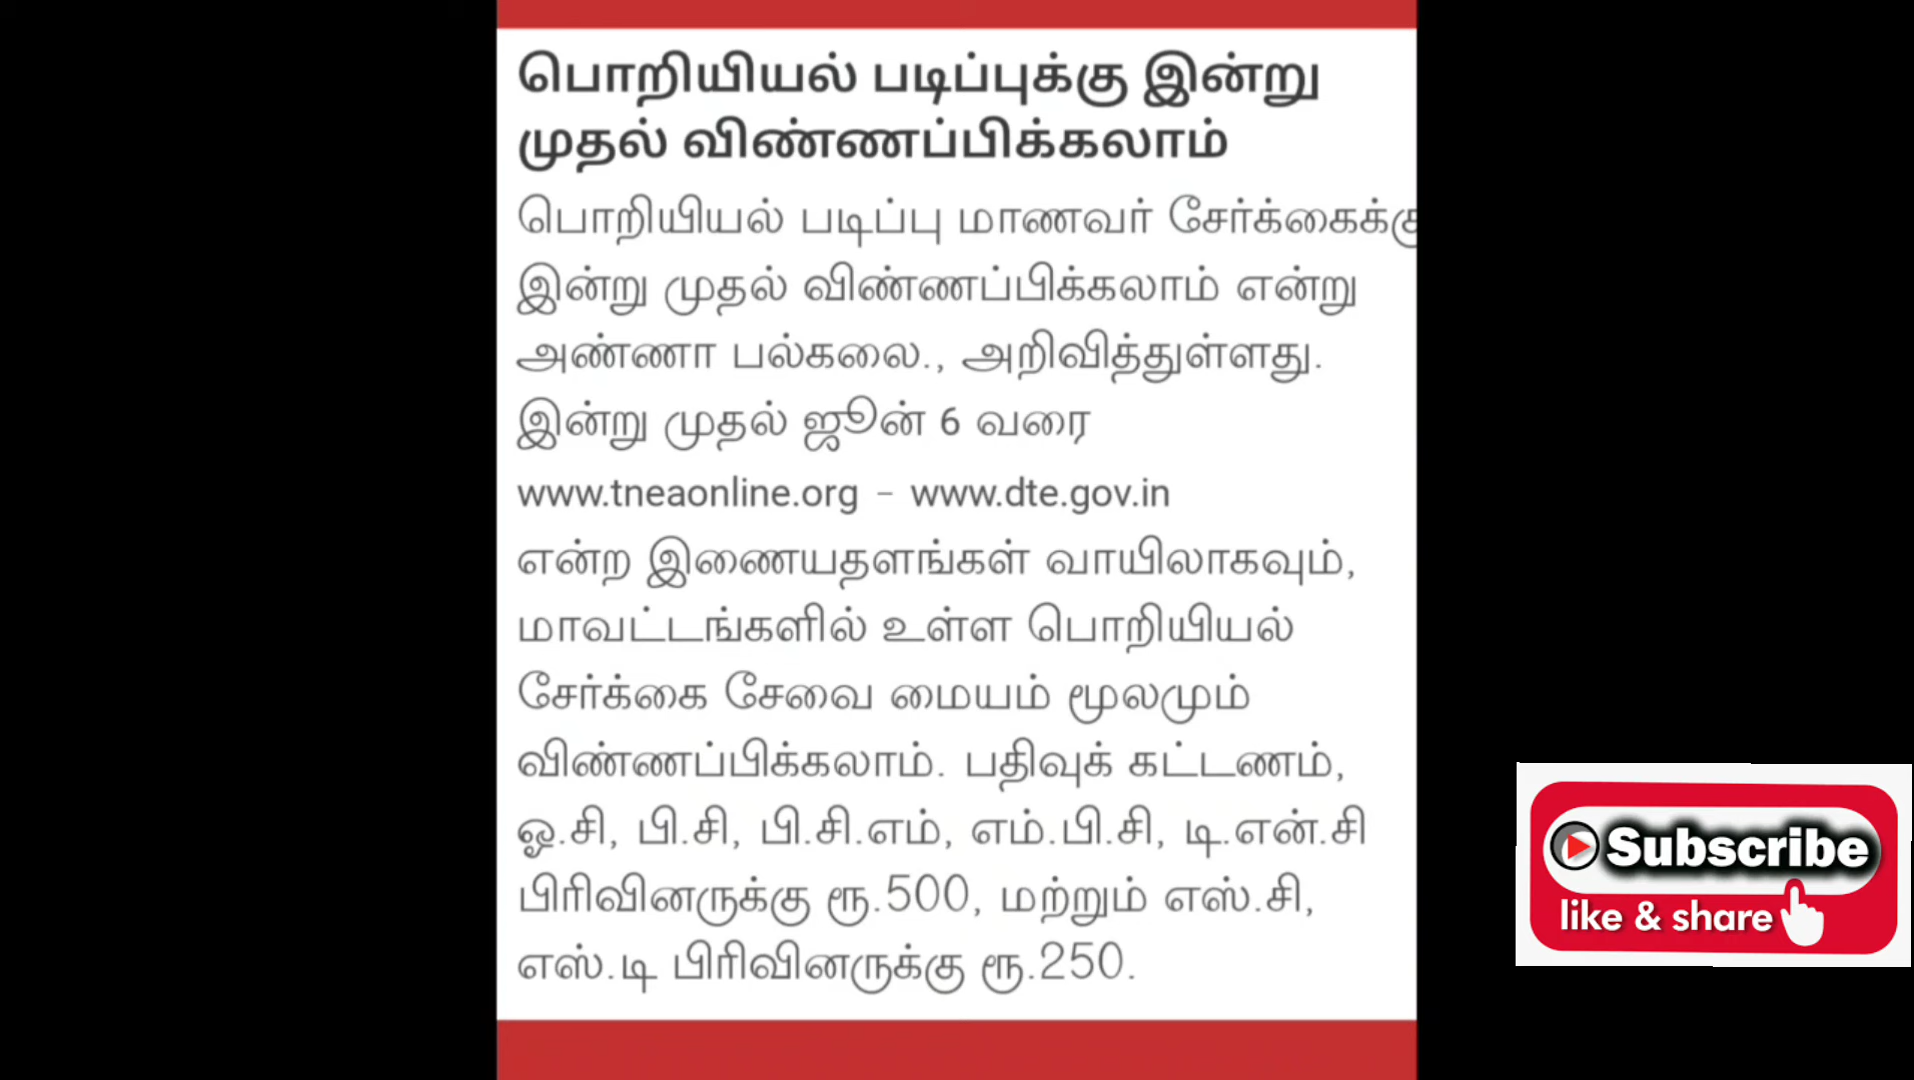 பொறியியல் படிப்புக்கு இன்று
முதல் விண்ணப்பிக்கலாம்
பொறியியல் படிப்பு மாணவர் சேர்க்கைக்கு
இன்று முதல் விண்ணப்பிக்கலாம் என்று
அண்ணா பல்கலை., அறிவித்துள்ளது.
இன்று முதல் ஜூன் 6 வரை
www.tneaonline.org – www.dte.gov.in
என்ற இணையதளங்கள் வாயிலாகவும்,
மாவட்டங்களில் உள்ள பொறியியல்
சேர்க்கை சேவை மையம் மூலமும்
விண்ணப்பிக்கலாம். பதிவுக் கட்டணம்,
ஓ.சி, பி.சி, பி.சி.எம், எம்.பி.சி, டி.என்.சி
பிரிவினருக்கு ரூ.500, மற்றும் எஸ்.சி,
எஸ்.டி பிரிவினருக்கு ரூ.250.
Subscribe
like & share